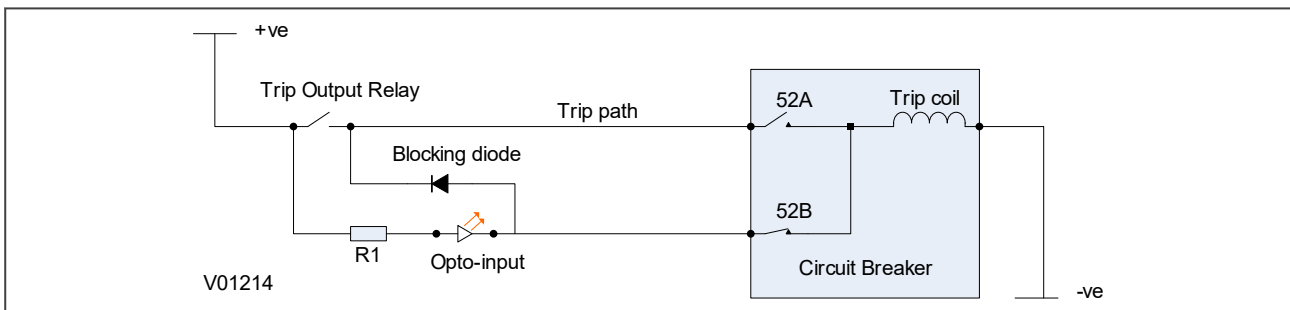 +ve
Trip Output Relay
52A
Trip coil
Trip path
Blocking diode
52B
R1
Opto-input
Circuit Breaker
V01214
-ve